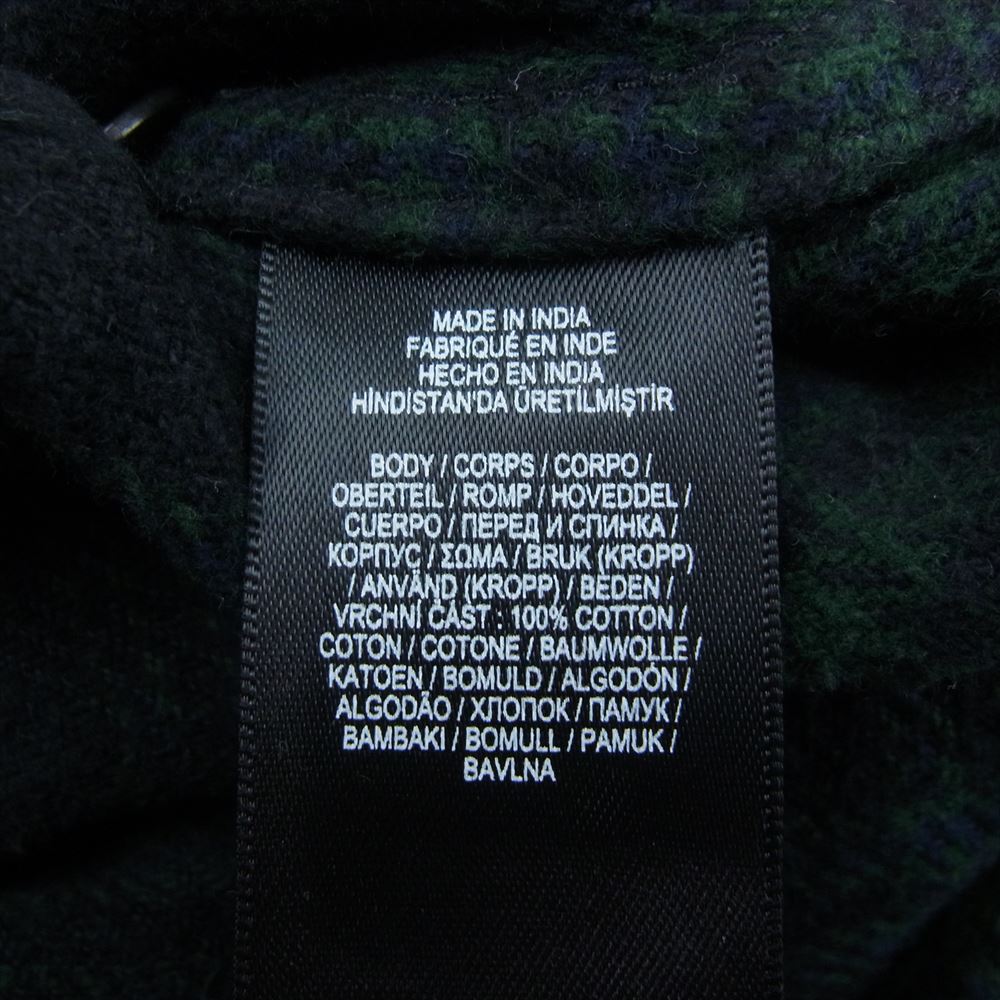 MADE IN INDIA
FABRIQUÉ EN INDE
HECHO EN INDIA
HİNDİSTAN'DA ÜRETİLMİŞTİR
BODY / CORPS / CORPO /
OBERTEIL / ROMP / HOVEDDEL /
CUERPO / ПЕРЕД И СПИНКА /
КОРПУС / ΣΩΜΑ / BRUK (KROPP)
/ ANVÄND (KROPP) / BEDEN /
VRCHNÍ ČÁST : 100% COTTON /
COTON / COTONE / BAUMWOLLE /
KATOEN / BOMULD / ALGODÓN /
ALGODÃO / ХЛОПОК / ПАМУК /
BAMBAKI / BOMULL / PAMUK /
BAVLNA